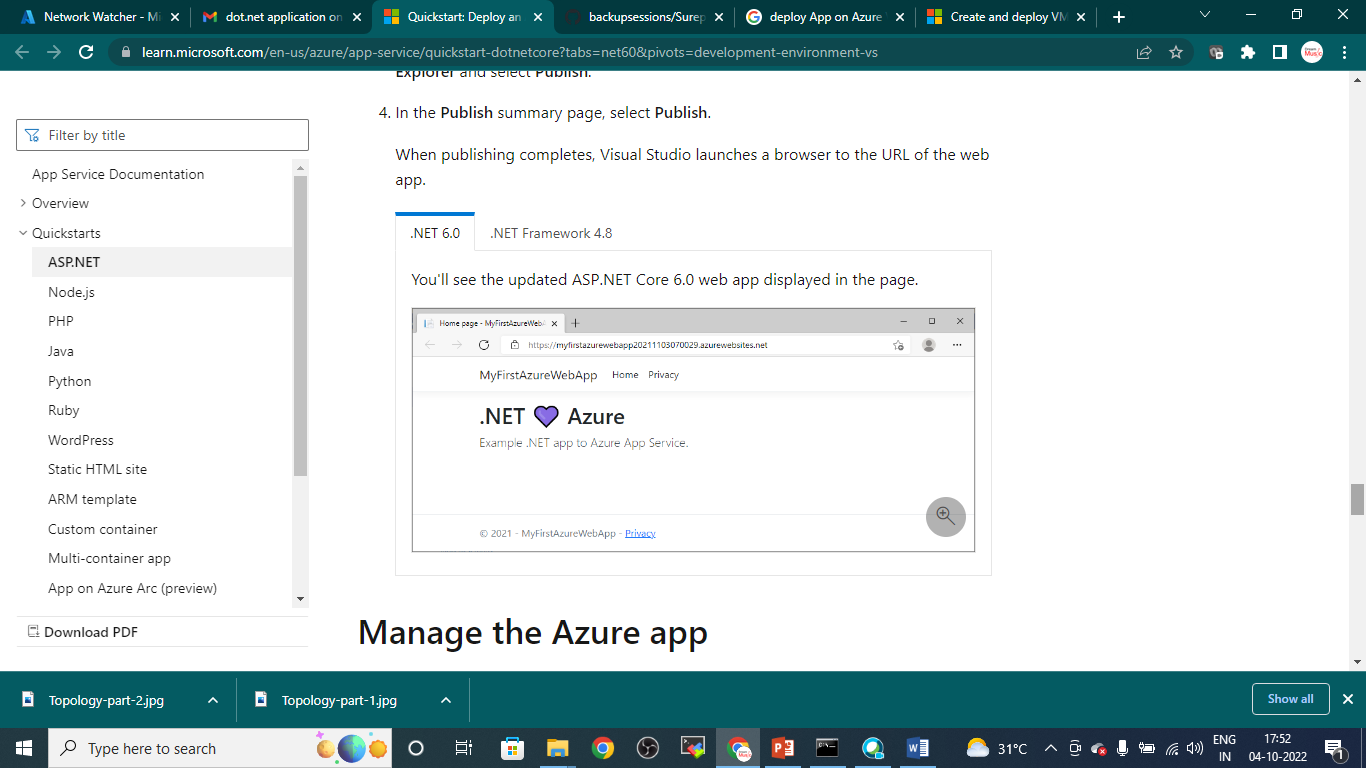 Network Watcher - Mi
dot.net application on
Quickstart: Deploy an
backupsessions/Surep
deploy App on Azure
Create and deploy VM
learn.microsoft.com/en-us/azure/app-service/quickstart-dotnetcore?tabs=net60&pivots=development-environment-vs
Explorer and select Publish.
Filter by title
App Service Documentation
Overview
Quickstarts
ASP.NET
Node.js
PHP
Java
Python
Ruby
WordPress
Static HTML site
ARM template
Custom container
Multi-container app
App on Azure Arc (preview)
Download PDF
4. In the Publish summary page, select Publish.
When publishing completes, Visual Studio launches a browser to the URL of the web
app.
.NET 6.0 .NET Framework 4.8
You'll see the updated ASP.NET Core 6.0 web app displayed in the page.
Home page - MyFirstAzureWeb
https://myfirstazurewebapp20211103070029.azurewebsites.net
MyFirstAzureWebApp Home Privacy
.NET 💜 Azure
Example .NET app to Azure App Service.
© 2021 - MyFirstAzureWebApp - Privacy
Manage the Azure app
Topology-part-2.jpg
Topology-part-1.jpg
Show all
Type here to search
31°C
ENG
IN
17:52
04-10-2022
1